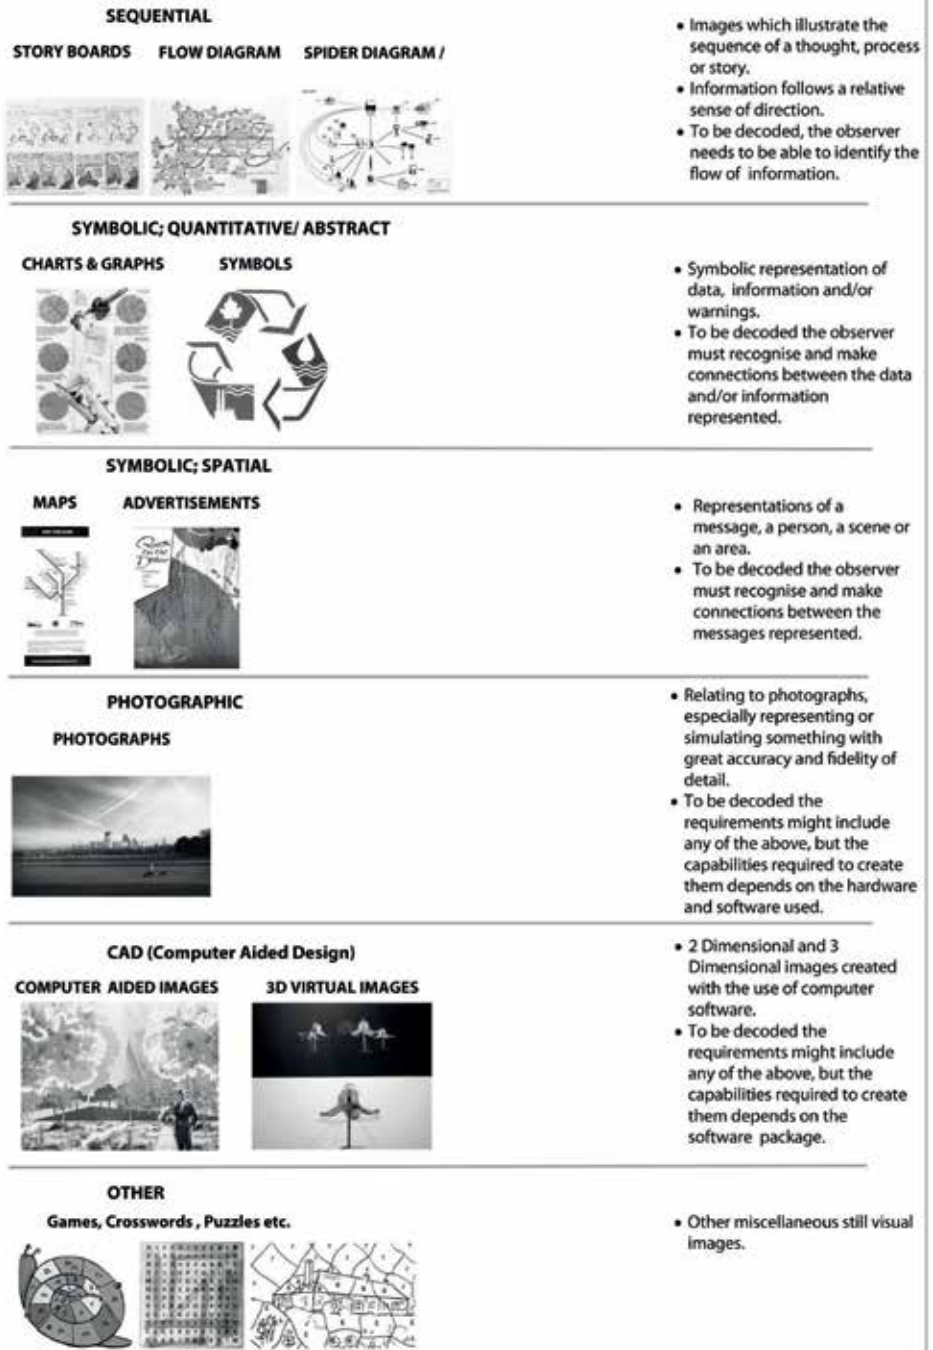 SEQUENTIAL
STORY BOARDS
FLOW DIAGRAM
SPIDER DIAGRAM /
• Images which illustrate the
sequence of a thought, process
or story.
• Information follows a relative
sense of direction.
• To be decoded, the observer
needs to be able to identify the
flow of information.
SYMBOLIC; QUANTITATIVE/ ABSTRACT
CHARTS & GRAPHS
SYMBOLS
• Symbolic representation of
data, information and/or
warnings.
• To be decoded the observer
must recognise and make
connections between the data
and/or information
represented.
SYMBOLIC; SPATIAL
MAPS
ADVERTISEMENTS
• Representations of a
message, a person, a scene or
an area.
• To be decoded the observer
must recognise and make
connections between the
messages represented.
PHOTOGRAPHIC
PHOTOGRAPHS
• Relating to photographs,
especially representing or
simulating something with
great accuracy and fidelity of
detail.
• To be decoded the
requirements might include
any of the above, but the
capabilities required to create
them depends on the hardware
and software used.
CAD (Computer Aided Design)
COMPUTER AIDED IMAGES
3D VIRTUAL IMAGES
• 2 Dimensional and 3
Dimensional images created
with the use of computer
software.
• To be decoded the
requirements might include
any of the above, but the
capabilities required to create
them depends on the
software package.
OTHER
Games, Crosswords , Puzzles etc.
• Other miscellaneous still visual
images.